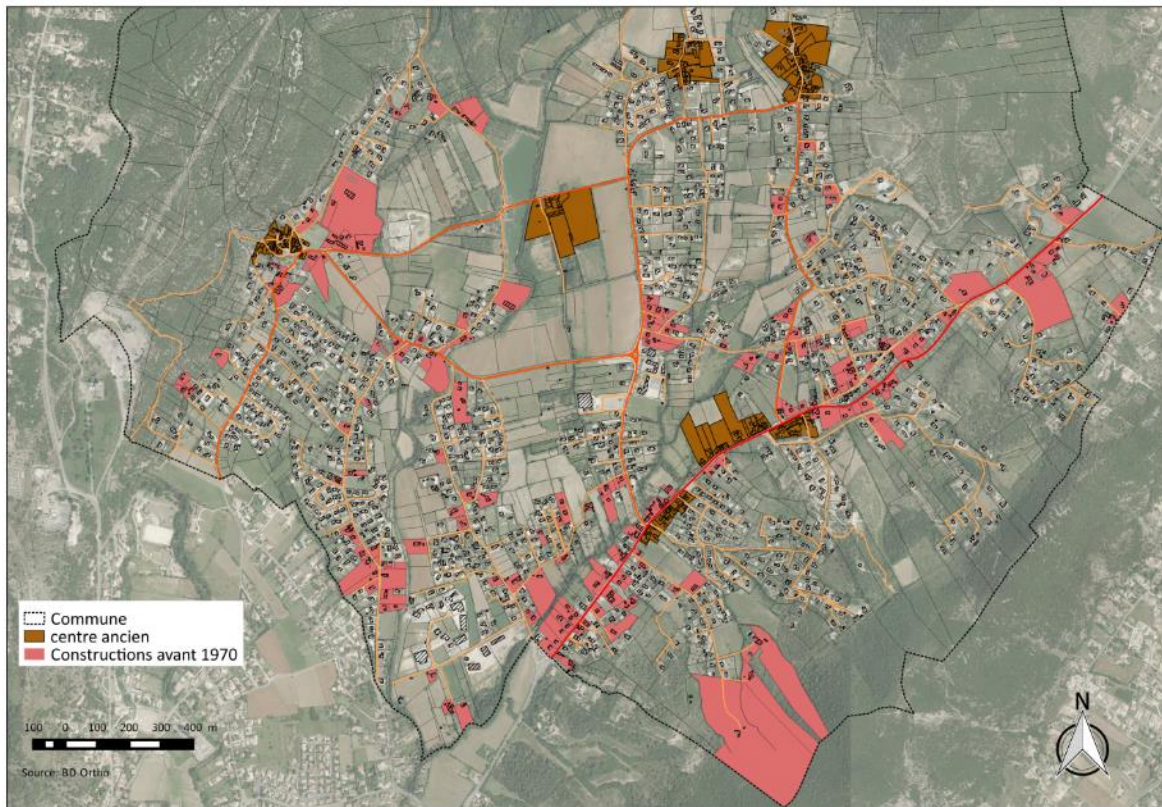 Commune
centre ancien
Constructions avant 1970
100 0 100 200 300 400 m
Source: BD Ortho
N